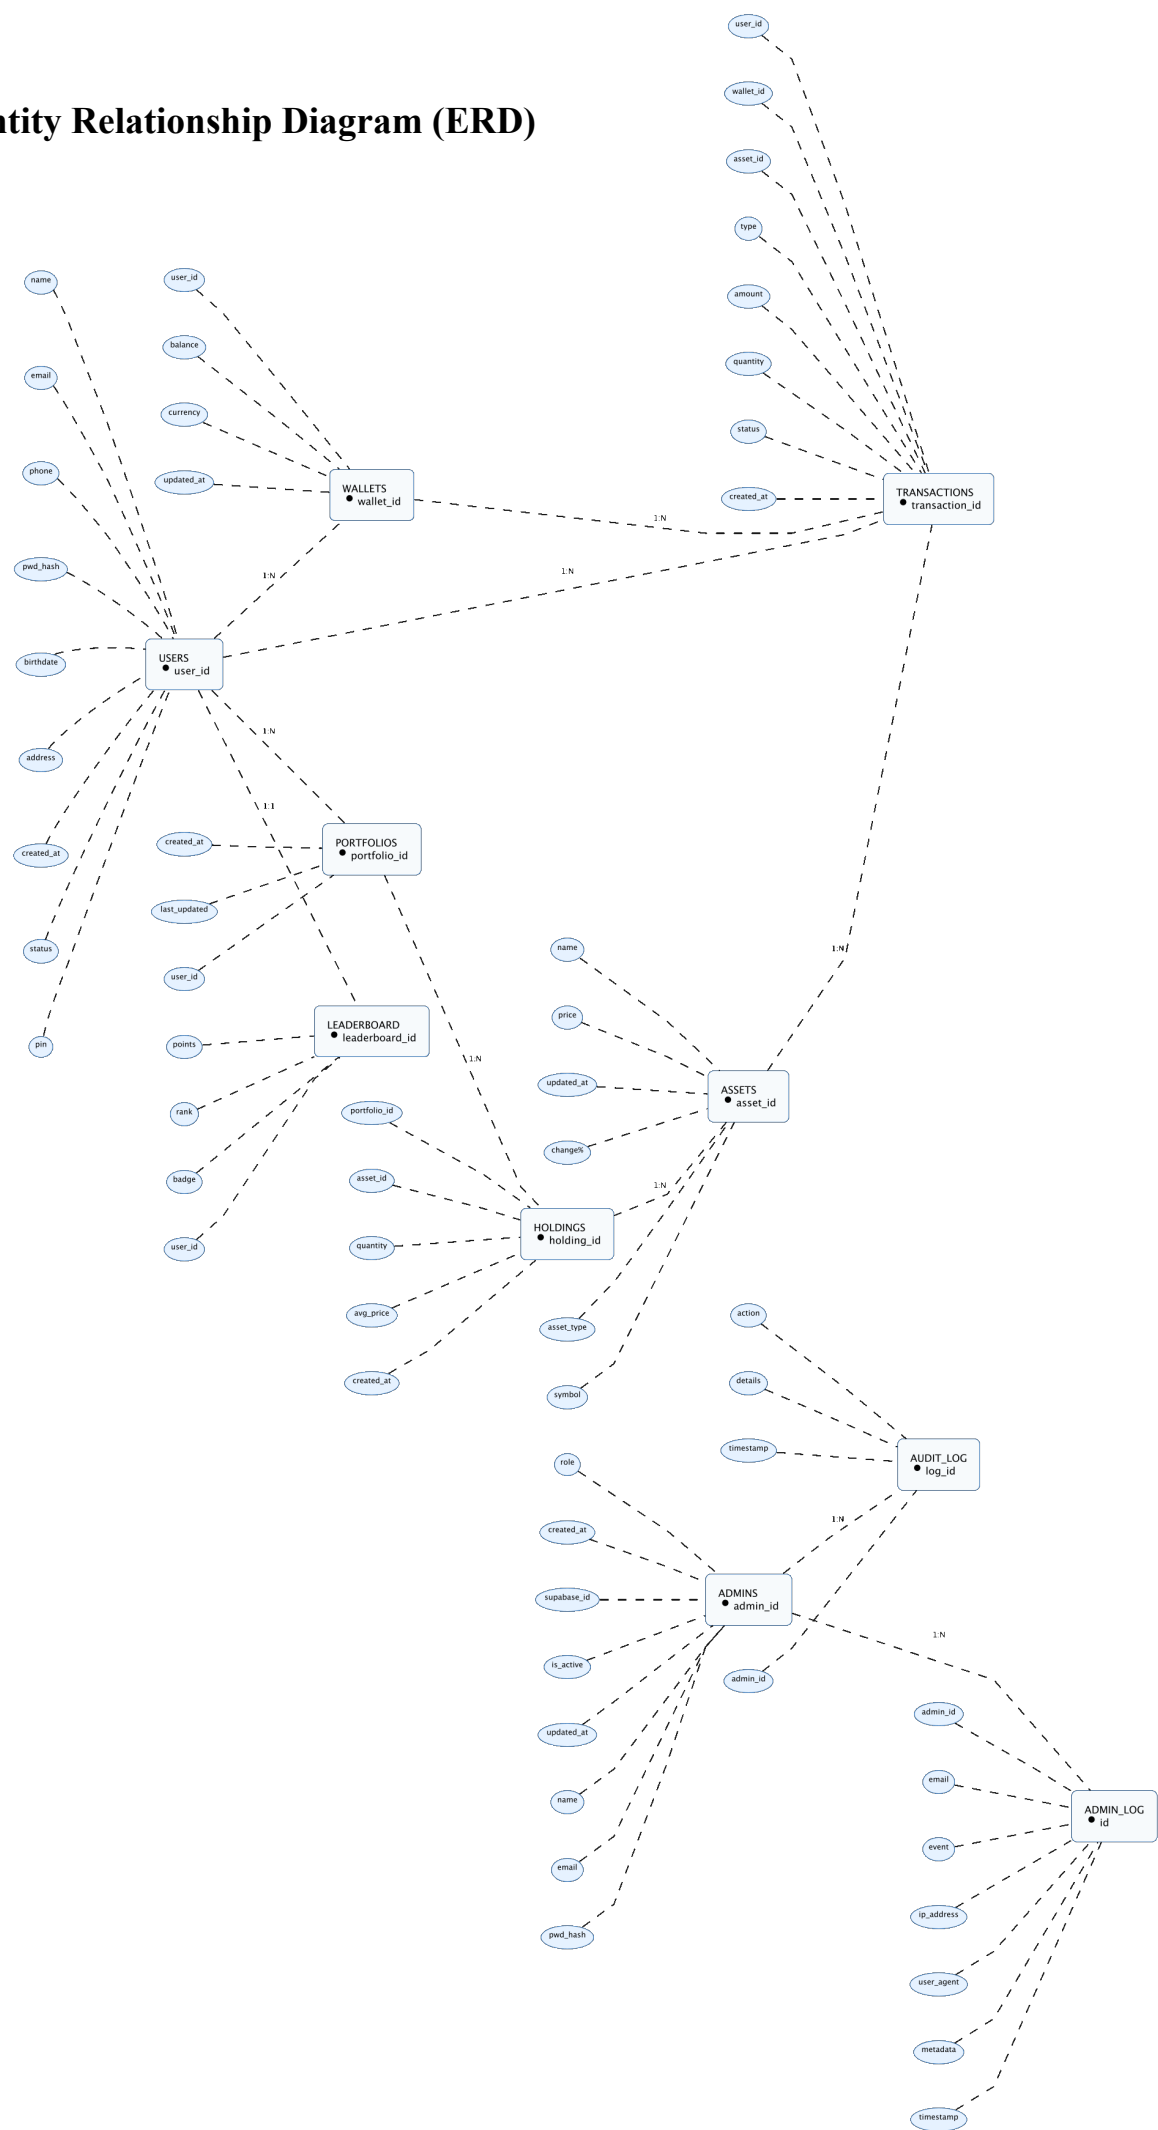 user_id
wallet_id
ntity Relationship Diagram (ERD)
asset_id
type
name
user_id
amount
balance
quantity
email
currency
status
phone
updated_at
WALLETS
wallet_id
created_at
TRANSACTIONS
transaction_id
1:N
pwd_hash
1:N
1:N
birthdate
USERS
user_id
1:N
address
1:1
created_at
created_at
PORTFOLIOS
portfolio_id
last_updated
status
name
1:N
user_id
price
pin
points
LEADERBOARD
leaderboard_id
1:N
updated_at
ASSETS
asset_id
rank
portfolio_id
change%
badge
asset_id
1:N
user_id
quantity
HOLDINGS
holding_id
avg_price
asset_type
action
created_at
symbol
details
role
timestamp
AUDIT_LOG
log_id
created_at
1:N
supabase_id
ADMINS
admin_id
is_active
1:N
admin_id
updated_at
admin_id
name
email
ADMIN_LOG
id
email
event
pwd_hash
ip_address
user_agent
metadata
timestamp